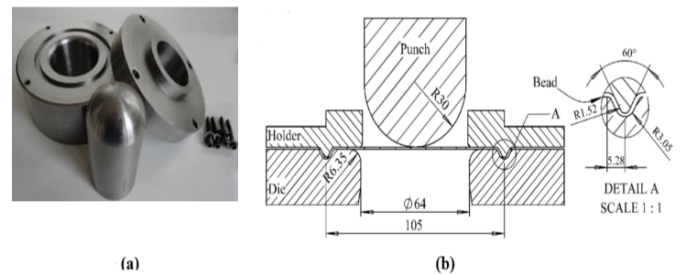 Punch
R30
A
Holder
R6.35
Die
Ø64
105
60°
Bead
R1.52
R3.05
5.28
DETAIL A
SCALE 1 : 1
(a)
(b)